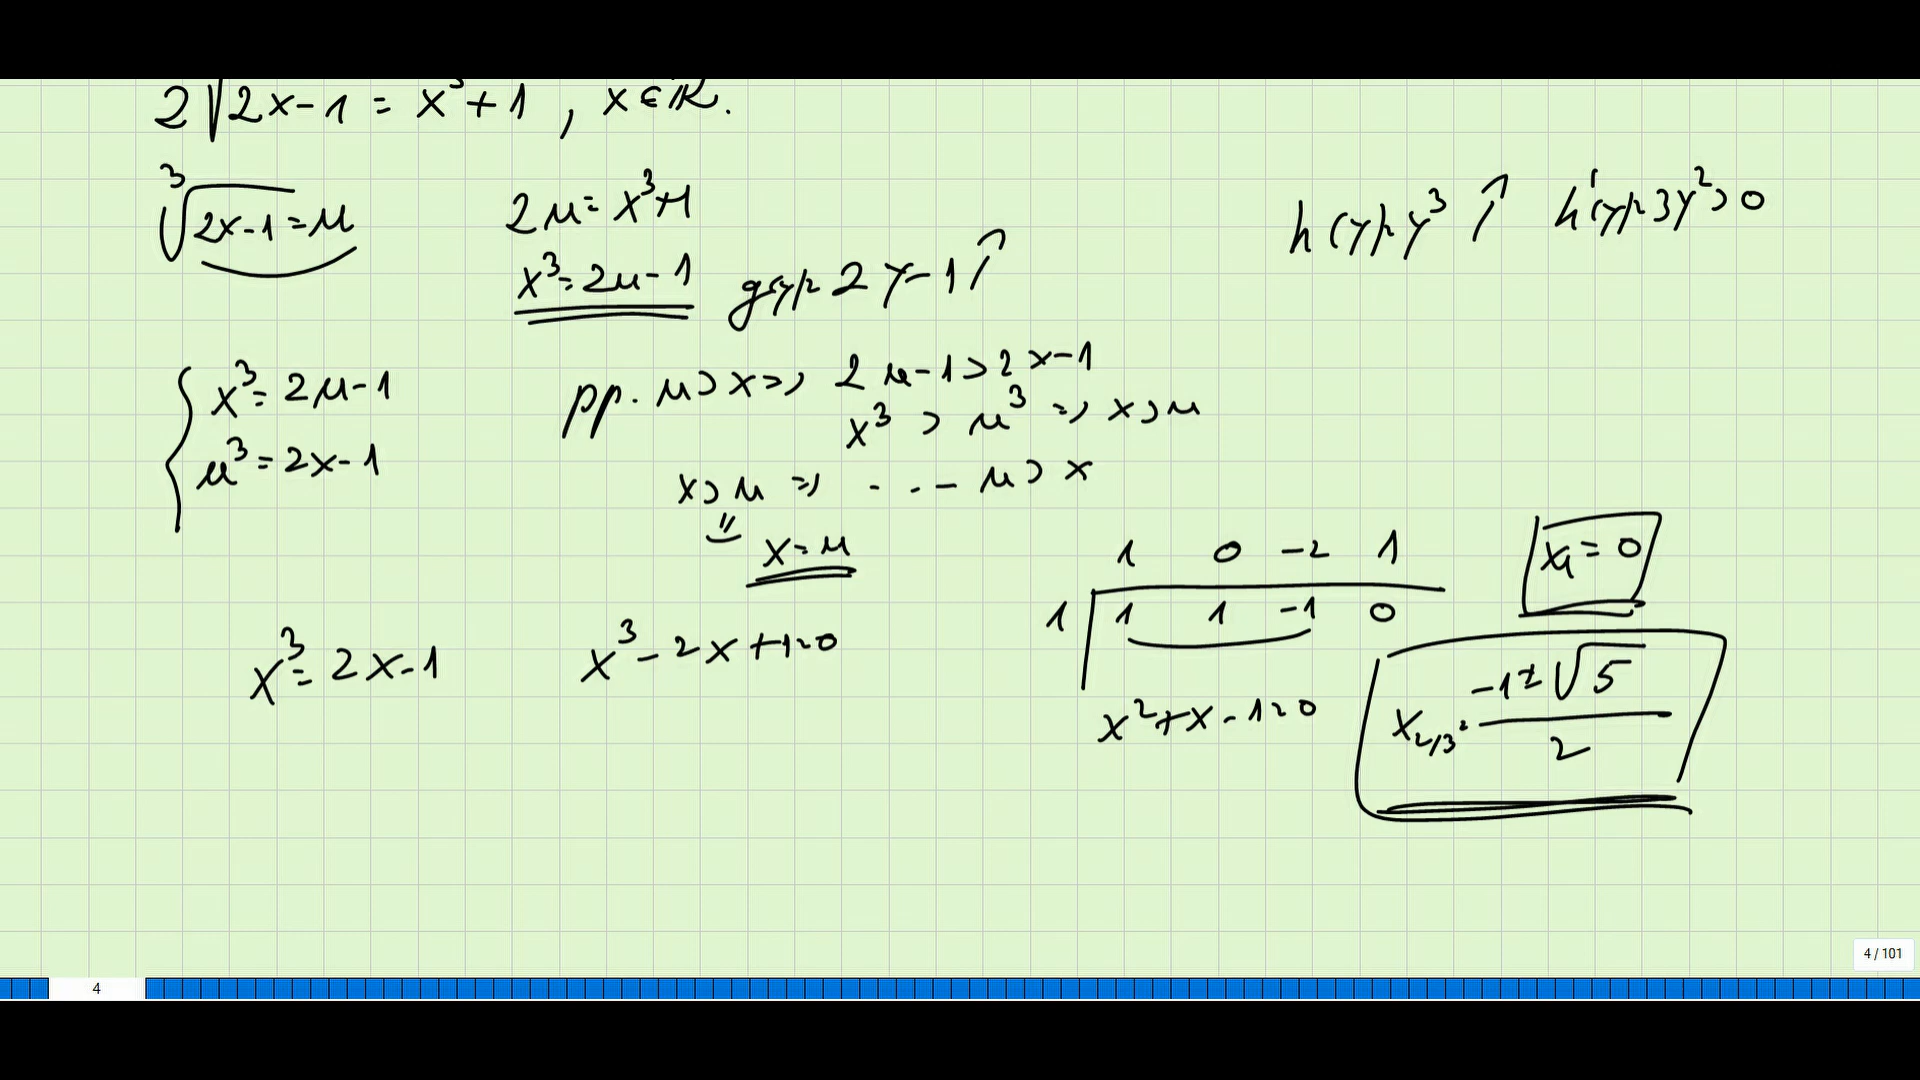 2√2x-1 = x³+1 , x∈ℝ.
∛2x-1 = u
2u = x³+1
x³ = 2u-1
g(y) = 2y-1 ↗
h(y) = y³ ↗ h'(y) = 3y² > 0
{ x³ = 2u-1
u³ = 2x-1
pp. u > x => 2u-1 > 2x-1
x³ > u³ => x > u
x > u => ... u > x
=> x = u
x³ = 2x-1
x³-2x+1=0
1 0 -2 1
1 | 1 1 -1 0
x²+x-1=0
x₁ = 0
x₂/₃ = (-1±√5)/2
4 / 101
4